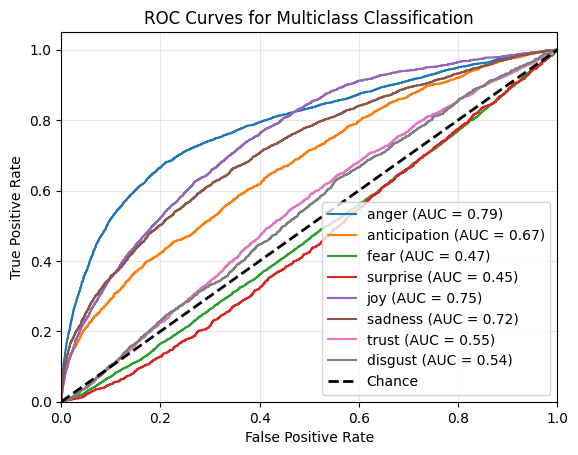 ROC Curves for Multiclass Classification
1.0
0.8
0.6
0.4
0.2
0.0
True Positive Rate
anger (AUC = 0.79)
anticipation (AUC = 0.67)
fear (AUC = 0.47)
surprise (AUC = 0.45)
joy (AUC = 0.75)
sadness (AUC = 0.72)
trust (AUC = 0.55)
disgust (AUC = 0.54)
Chance
0.0 0.2 0.4 0.6 0.8 1.0
False Positive Rate